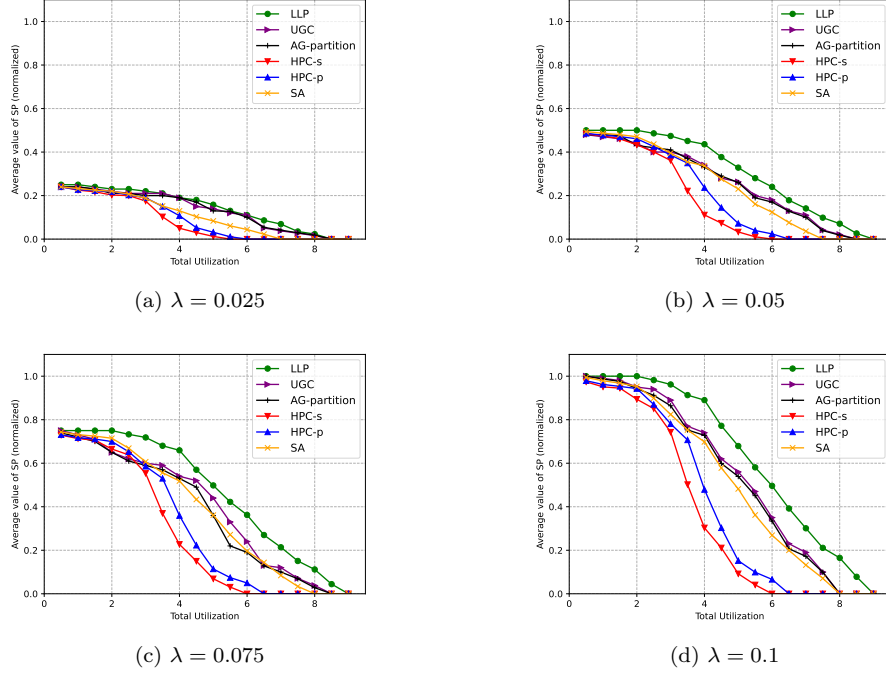 LLP
UGC
AG-partition
HPC-s
HPC-p
SA
1.0
0.8
0.6
0.4
0.2
0.0
Average value of SP (normalized)
0 2 4 6 8
Total Utilization
(a) λ = 0.025
LLP
UGC
AG-partition
HPC-s
HPC-p
SA
1.0
0.8
0.6
0.4
0.2
0.0
Average value of SP (normalized)
0 2 4 6 8
Total Utilization
(b) λ = 0.05
LLP
UGC
AG-partition
HPC-s
HPC-p
SA
1.0
0.8
0.6
0.4
0.2
0.0
Average value of SP (normalized)
0 2 4 6 8
Total Utilization
(c) λ = 0.075
LLP
UGC
AG-partition
HPC-s
HPC-p
SA
1.0
0.8
0.6
0.4
0.2
0.0
Average value of SP (normalized)
0 2 4 6 8
Total Utilization
(d) λ = 0.1